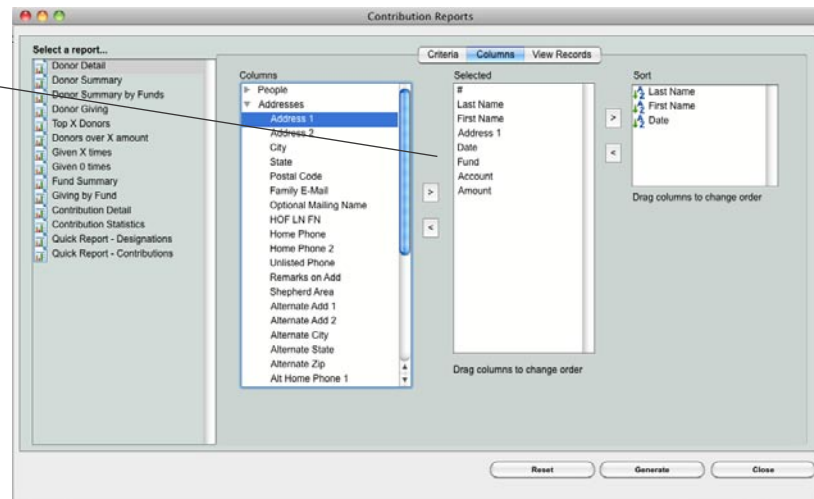 Contribution Reports
Select a report...
Donor Detail
Donor Summary
Donor Summary by Funds
Donor Giving
Top X Donors
Donors over X amount
Given X times
Given 0 times
Fund Summary
Giving by Fund
Contribution Detail
Contribution Statistics
Quick Report - Designations
Quick Report - Contributions
Criteria
Columns
View Records
Columns
People
Addresses
Address 1
Address 2
City
State
Postal Code
Family E-Mail
Optional Mailing Name
HOF LN FN
Home Phone
Home Phone 2
Unlisted Phone
Remarks on Add
Shepherd Area
Alternate Add 1
Alternate Add 2
Alternate City
Alternate State
Alternate Zip
Alt Home Phone 1
>
<
Selected
#
Last Name
First Name
Address 1
Date
Fund
Account
Amount
Drag columns to change order
>
<
Sort
Last Name
First Name
Date
Drag columns to change order
Reset
Generate
Close